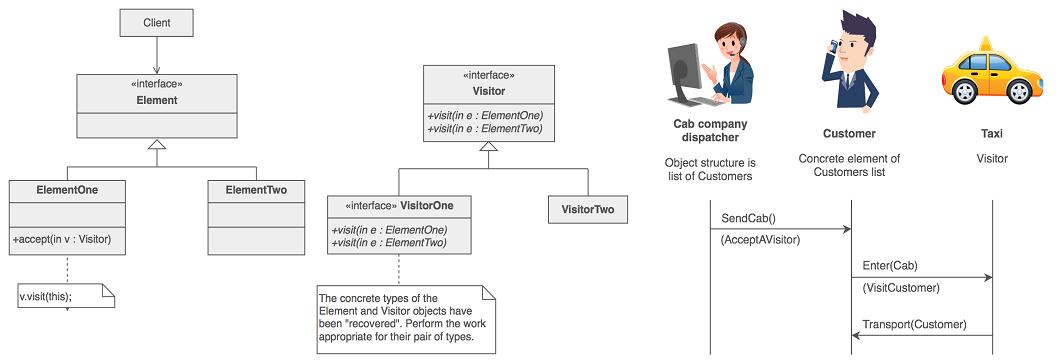 Client
«interface»
Element
ElementOne
+accept(in v : Visitor)
v.visit(this);
ElementTwo
«interface»
Visitor
+visit(in e : ElementOne)
+visit(in e : ElementTwo)
«interface» VisitorOne
+visit(in e : ElementOne)
+visit(in e : ElementTwo)
VisitorTwo
The concrete types of the
Element and Visitor objects have
been "recovered". Perform the work
appropriate for their pair of types.
Cab company
dispatcher
Object structure is
list of Customers
Customer
Concrete element of
Customers list
Taxi
Visitor
SendCab()
(AcceptAVisitor)
Enter(Cab)
(VisitCustomer)
Transport(Customer)